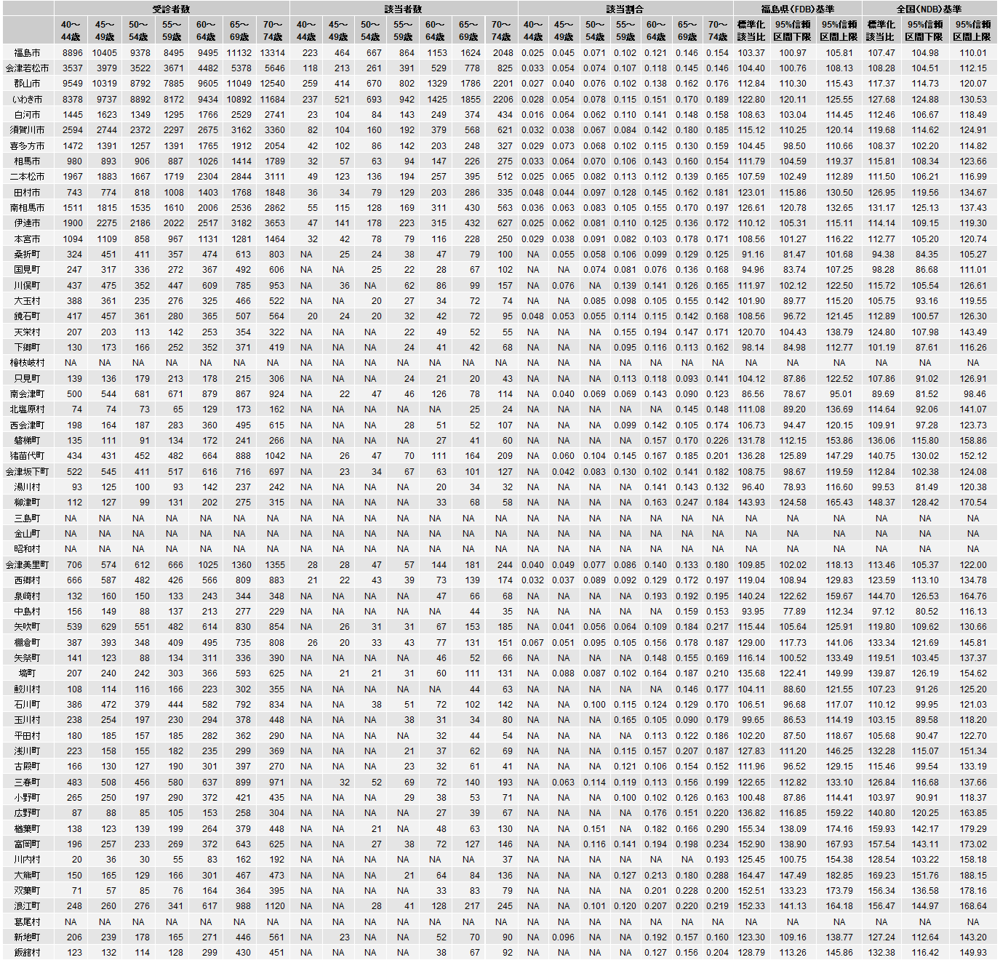 受診者数 該当者数 該当割合 福島県（FDB）基準 全国（NDB）基準
40～ 45～ 50～ 55～ 60～ 65～ 70～ 40～ 45～ 50～ 55～ 60～ 65～ 70～ 40～ 45～ 50～ 55～ 60～ 65～ 70～ 標準化 95%信頼 95%信頼 標準化 95%信頼 95%信頼
44歳 49歳 54歳 59歳 64歳 69歳 74歳 44歳 49歳 54歳 59歳 64歳 69歳 74歳 44歳 49歳 54歳 59歳 64歳 69歳 74歳 該当比 区間下限 区間上限 該当比 区間下限 区間上限
福島市 8896 10405 9378 8495 9495 11132 13314 223 464 667 864 1153 1624 2048 0.025 0.045 0.071 0.102 0.121 0.146 0.154 103.37 100.97 105.81 107.47 104.98 110.01
会津若松市 3537 3979 3522 3671 4482 5378 5646 118 213 261 391 529 778 825 0.033 0.054 0.074 0.107 0.118 0.145 0.146 104.40 100.76 108.13 108.28 104.51 112.15
郡山市 9549 10319 8792 7885 9605 11049 12540 259 414 670 802 1329 1786 2201 0.027 0.040 0.076 0.102 0.138 0.162 0.176 112.84 110.30 115.43 117.37 114.73 120.07
いわき市 8378 9737 8892 8172 9434 10892 11684 237 521 693 942 1425 1855 2206 0.028 0.054 0.078 0.115 0.151 0.170 0.189 122.80 120.11 125.55 127.68 124.88 130.53
白河市 1445 1623 1349 1295 1766 2529 2741 23 104 84 143 249 374 434 0.016 0.064 0.062 0.110 0.141 0.148 0.158 108.63 103.04 114.45 112.46 106.67 118.49
須賀川市 2594 2744 2372 2297 2675 3162 3360 82 104 160 192 379 568 621 0.032 0.038 0.067 0.084 0.142 0.180 0.185 115.12 110.25 120.14 119.68 114.62 124.91
喜多方市 1472 1391 1257 1391 1765 1912 2054 42 102 86 142 203 248 327 0.029 0.073 0.068 0.102 0.115 0.130 0.159 104.45 98.50 110.66 108.37 102.20 114.82
相馬市 980 893 906 887 1026 1414 1789 32 57 63 94 147 226 275 0.033 0.064 0.070 0.106 0.143 0.160 0.154 111.79 104.59 119.37 115.81 108.34 123.66
二本松市 1967 1883 1667 1719 2304 2844 3111 49 123 136 194 257 395 512 0.025 0.065 0.082 0.113 0.112 0.139 0.165 107.59 102.49 112.89 111.50 106.21 116.99
田村市 743 774 818 1008 1403 1768 1848 36 34 79 129 203 286 335 0.048 0.044 0.097 0.128 0.145 0.162 0.181 123.01 115.86 130.50 126.95 119.56 134.67
南相馬市 1511 1815 1535 1610 2006 2536 2862 55 115 128 169 311 430 563 0.036 0.063 0.083 0.105 0.155 0.170 0.197 126.61 120.78 132.65 131.17 125.13 137.43
伊達市 1900 2275 2186 2022 2517 3182 3653 47 141 178 223 315 432 627 0.025 0.062 0.081 0.110 0.125 0.136 0.172 110.12 105.31 115.11 114.14 109.15 119.30
本宮市 1094 1109 858 967 1131 1281 1464 32 42 78 79 116 228 250 0.029 0.038 0.091 0.082 0.103 0.178 0.171 108.56 101.27 116.22 112.77 105.20 120.74
桑折町 324 451 411 357 474 613 803 NA 25 24 38 47 79 100 NA 0.055 0.058 0.106 0.099 0.129 0.125 91.16 81.47 101.68 94.38 84.35 105.27
国見町 247 317 336 272 367 492 606 NA NA 25 22 28 67 102 NA NA 0.074 0.081 0.076 0.136 0.168 94.96 83.74 107.25 98.28 86.68 111.01
川俣町 437 475 352 447 609 785 953 NA 36 NA 62 86 99 157 NA 0.076 NA 0.139 0.141 0.126 0.165 111.97 102.12 122.50 115.72 105.54 126.61
大玉村 388 361 235 276 325 466 522 NA NA 20 27 34 72 74 NA NA 0.085 0.098 0.105 0.155 0.142 101.90 89.77 115.20 105.75 93.16 119.55
鏡石町 417 457 361 280 365 507 564 20 24 20 32 42 72 95 0.048 0.053 0.055 0.114 0.115 0.142 0.168 108.56 96.72 121.45 112.89 100.57 126.30
天栄村 207 203 113 142 253 354 322 NA NA NA 22 49 52 55 NA NA NA 0.155 0.194 0.147 0.171 120.70 104.43 138.79 124.80 107.98 143.49
下郷町 130 173 166 252 352 371 419 NA NA NA 24 41 42 68 NA NA NA 0.095 0.116 0.113 0.162 98.14 84.98 112.77 101.19 87.61 116.26
檜枝岐村 NA NA NA NA NA NA NA NA NA NA NA NA NA NA NA NA NA NA NA NA NA NA NA NA NA NA NA
只見町 139 136 179 213 178 215 306 NA NA NA 24 21 20 43 NA NA NA 0.113 0.118 0.093 0.141 104.12 87.86 122.52 107.86 91.02 126.91
南会津町 500 544 681 671 879 867 924 NA 22 47 46 126 78 114 NA 0.040 0.069 0.069 0.143 0.090 0.123 86.56 78.67 95.01 89.69 81.52 98.46
北塩原村 74 74 73 65 129 173 162 NA NA NA NA NA 25 24 NA NA NA NA NA 0.145 0.148 111.08 89.20 136.69 114.64 92.06 141.07
西会津町 198 164 187 283 360 495 615 NA NA NA 28 51 52 107 NA NA NA 0.099 0.142 0.105 0.174 106.73 94.47 120.15 109.91 97.28 123.73
磐梯町 135 111 91 134 172 241 266 NA NA NA NA 27 41 60 NA NA NA NA 0.157 0.170 0.226 131.78 112.15 153.86 136.06 115.80 158.86
猪苗代町 434 431 452 482 664 888 1042 NA 26 47 70 111 164 209 NA 0.060 0.104 0.145 0.167 0.185 0.201 136.28 125.89 147.29 140.75 130.02 152.12
会津坂下町 522 545 411 517 616 716 697 NA 23 34 67 63 101 127 NA 0.042 0.083 0.130 0.102 0.141 0.182 108.75 98.67 119.59 112.84 102.38 124.08
湯川村 93 125 100 93 142 237 242 NA NA NA NA 20 34 32 NA NA NA NA 0.141 0.143 0.132 96.40 78.93 116.60 99.53 81.49 120.38
柳津町 112 127 99 131 202 275 315 NA NA NA NA 33 68 58 NA NA NA NA 0.163 0.247 0.184 143.93 124.58 165.43 148.37 128.42 170.54
三島町 NA NA NA NA NA NA NA NA NA NA NA NA NA NA NA NA NA NA NA NA NA NA NA NA NA NA NA
金山町 NA NA NA NA NA NA NA NA NA NA NA NA NA NA NA NA NA NA NA NA NA NA NA NA NA NA NA
昭和村 NA NA NA NA NA NA NA NA NA NA NA NA NA NA NA NA NA NA NA NA NA NA NA NA NA NA NA
会津美里町 706 574 612 666 1025 1360 1355 28 28 47 57 144 181 244 0.040 0.049 0.077 0.086 0.140 0.133 0.180 109.85 102.02 118.13 113.46 105.37 122.00
西郷村 666 587 482 426 566 809 883 21 22 43 39 73 139 174 0.032 0.037 0.089 0.092 0.129 0.172 0.197 119.04 108.94 129.83 123.59 113.10 134.78
泉崎村 132 160 150 133 243 344 348 NA NA NA NA 47 66 68 NA NA NA NA 0.193 0.192 0.195 140.24 122.62 159.67 144.70 126.53 164.76
中島村 156 149 88 137 213 277 229 NA NA NA NA NA 44 35 NA NA NA NA NA 0.159 0.153 93.95 77.89 112.34 97.12 80.52 116.13
矢吹町 539 629 551 482 614 830 854 NA 26 31 31 67 153 185 NA 0.041 0.056 0.064 0.109 0.184 0.217 115.44 105.64 125.91 119.80 109.62 130.66
棚倉町 387 393 348 409 495 735 808 26 20 33 43 77 131 151 0.067 0.051 0.095 0.105 0.156 0.178 0.187 129.00 117.73 141.06 133.34 121.69 145.81
矢祭町 141 123 88 134 311 336 390 NA NA NA NA 46 52 66 NA NA NA NA 0.148 0.155 0.169 116.14 100.52 133.49 119.51 103.45 137.37
塙町 207 240 242 303 366 593 625 NA 21 21 31 60 111 131 NA 0.088 0.087 0.102 0.164 0.187 0.210 135.68 122.41 149.99 139.87 126.19 154.62
鮫川村 108 114 116 166 223 302 355 NA NA NA NA NA 44 63 NA NA NA NA NA 0.146 0.177 104.11 88.60 121.55 107.23 91.26 125.20
石川町 386 472 379 444 582 792 834 NA NA 38 51 72 102 142 NA NA 0.100 0.115 0.124 0.129 0.170 106.51 96.68 117.07 110.12 99.95 121.03
玉川村 238 254 197 230 294 378 448 NA NA NA 38 31 34 80 NA NA NA 0.165 0.105 0.090 0.179 99.65 86.53 114.19 103.15 89.58 118.20
平田村 180 185 157 185 282 362 290 NA NA NA NA 32 44 54 NA NA NA NA 0.113 0.122 0.186 102.20 87.50 118.67 105.68 90.47 122.70
浅川町 223 158 155 182 235 299 369 NA NA NA 21 37 62 69 NA NA NA 0.115 0.157 0.207 0.187 127.83 111.20 146.25 132.28 115.07 151.34
古殿町 166 130 127 190 301 397 270 NA NA NA 23 32 61 41 NA NA NA 0.121 0.106 0.154 0.152 111.96 96.52 129.15 115.46 99.54 133.19
三春町 483 508 456 580 637 899 971 NA 32 52 69 72 140 193 NA 0.063 0.114 0.119 0.113 0.156 0.199 122.65 112.82 133.10 126.84 116.68 137.66
小野町 265 250 197 290 372 421 435 NA NA NA 29 38 53 71 NA NA NA 0.100 0.102 0.126 0.163 100.48 87.86 114.41 103.97 90.91 118.37
広野町 87 88 85 105 153 258 304 NA NA NA NA 27 39 67 NA NA NA NA 0.176 0.151 0.220 136.82 116.85 159.22 140.80 120.25 163.85
楢葉町 138 123 139 199 264 379 448 NA NA 21 NA 48 63 130 NA NA 0.151 NA 0.182 0.166 0.290 155.34 138.09 174.16 159.93 142.17 179.29
富岡町 196 257 233 269 372 643 625 NA NA 27 38 72 127 146 NA NA 0.116 0.141 0.194 0.198 0.234 152.90 138.90 167.93 157.54 143.11 173.02
川内村 20 36 30 55 83 162 192 NA NA NA NA NA NA 37 NA NA NA NA NA NA 0.193 125.45 100.75 154.38 128.54 103.22 158.18
大熊町 150 165 129 166 301 467 473 NA NA NA 21 64 84 136 NA NA NA 0.127 0.213 0.180 0.288 164.47 147.49 182.85 169.23 151.76 188.15
双葉町 71 57 85 76 164 364 395 NA NA NA NA 33 83 79 NA NA NA NA 0.201 0.228 0.200 152.51 133.23 173.79 156.34 136.58 178.16
浪江町 248 260 276 341 617 988 1120 NA NA 28 41 128 217 245 NA NA 0.101 0.120 0.207 0.220 0.219 152.33 141.13 164.18 156.47 144.97 168.64
葛尾村 NA NA NA NA NA NA NA NA NA NA NA NA NA NA NA NA NA NA NA NA NA NA NA NA NA NA NA
新地町 206 239 178 165 271 446 561 NA 23 NA NA 52 70 90 NA 0.096 NA NA 0.192 0.157 0.160 123.30 109.16 138.77 127.24 112.64 143.20
飯舘村 123 132 114 128 299 430 451 NA NA NA NA 38 67 92 NA NA NA NA 0.127 0.156 0.204 128.79 113.26 145.86 132.38 116.42 149.93